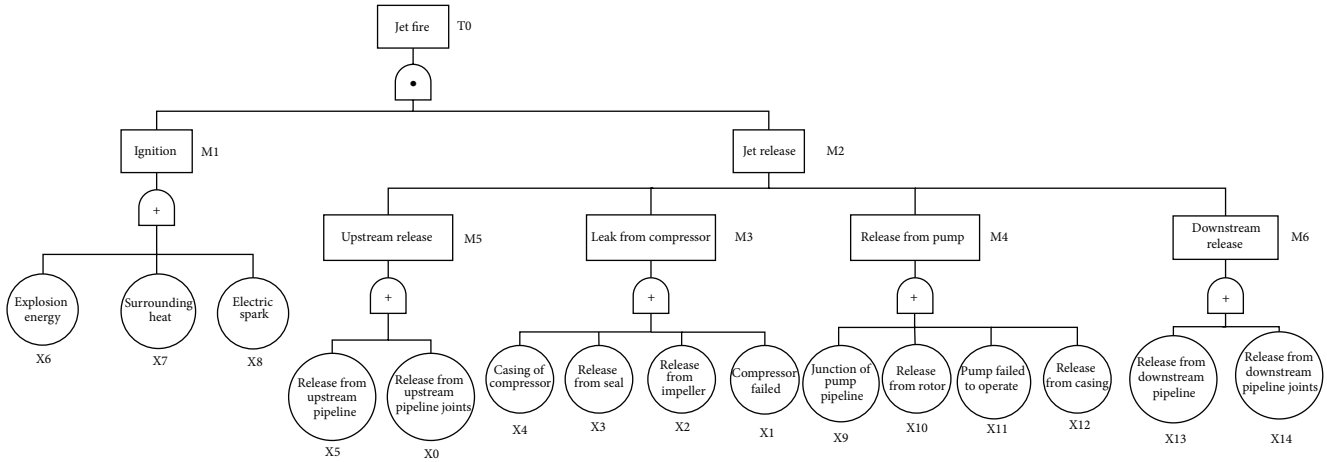 Jet fire
T0
•
Ignition
M1
Jet release
M2
+
Upstream release
M5
Leak from compressor
M3
Release from pump
M4
Downstream
release
M6
+
+
+
+
Explosion
energy
Surrounding
heat
Electric
spark
X6
X7
X8
Release from
upstream
pipeline
Release from
upstream
pipeline joints
Casing of
compressor
Release
from seal
Release
from
impeller
Compressor
failed
Junction of
pump
pipeline
Release
from rotor
Pump failed
to operate
Release
from casing
Release from
downstream
pipeline
Release from
downstream
pipeline joints
X5
X0
X4
X3
X2
X1
X9
X10
X11
X12
X13
X14